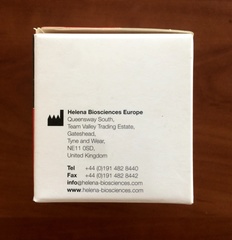 Helena Biosciences Europe
Queensway South,
Team Valley Trading Estate,
Gateshead,
Tyne and Wear,
NE11 0SD,
United Kingdom
Tel +44 (0)191 482 8440
Fax +44 (0)191 482 8442
info@helena-biosciences.com
www.helena-biosciences.com